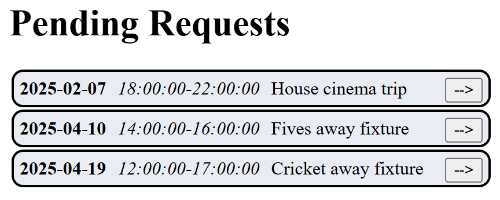 Pending Requests
2025-02-07 18:00:00-22:00:00 House cinema trip -->
2025-04-10 14:00:00-16:00:00 Fives away fixture -->
2025-04-19 12:00:00-17:00:00 Cricket away fixture -->